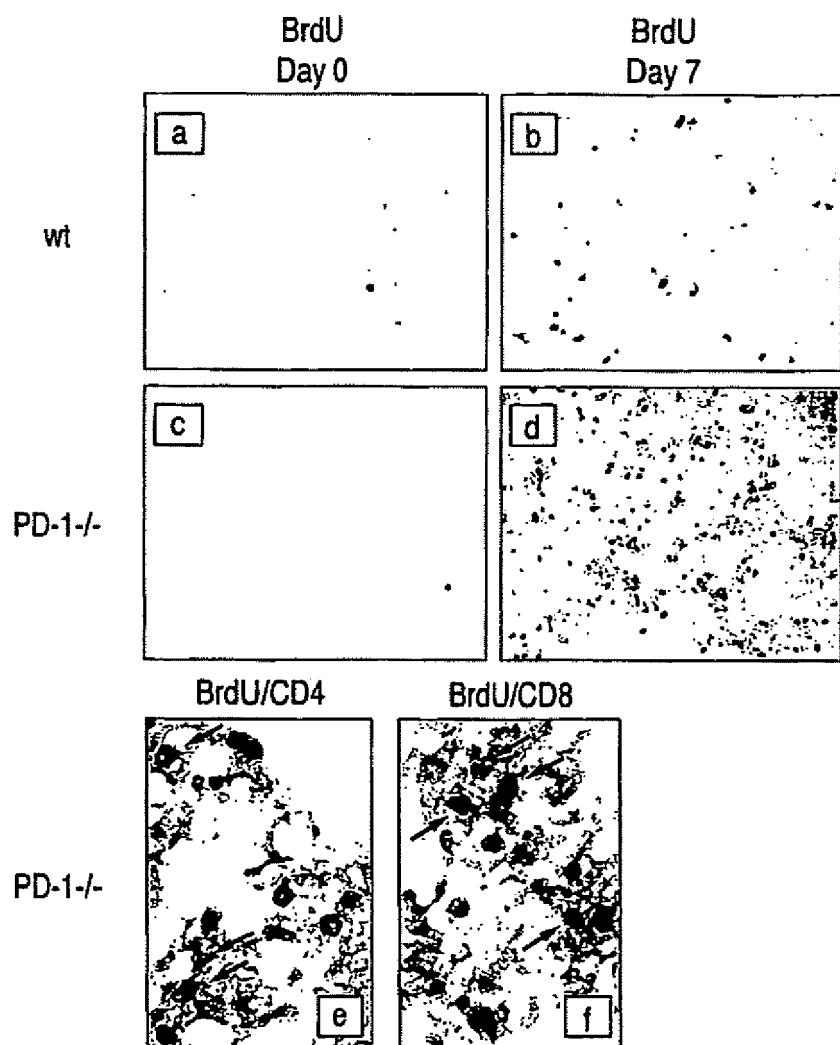 BrdU
Day 0
BrdU
Day 7
wt
a
b
PD-1-/-
c
d
BrdU/CD4
BrdU/CD8
PD-1-/-
e
f